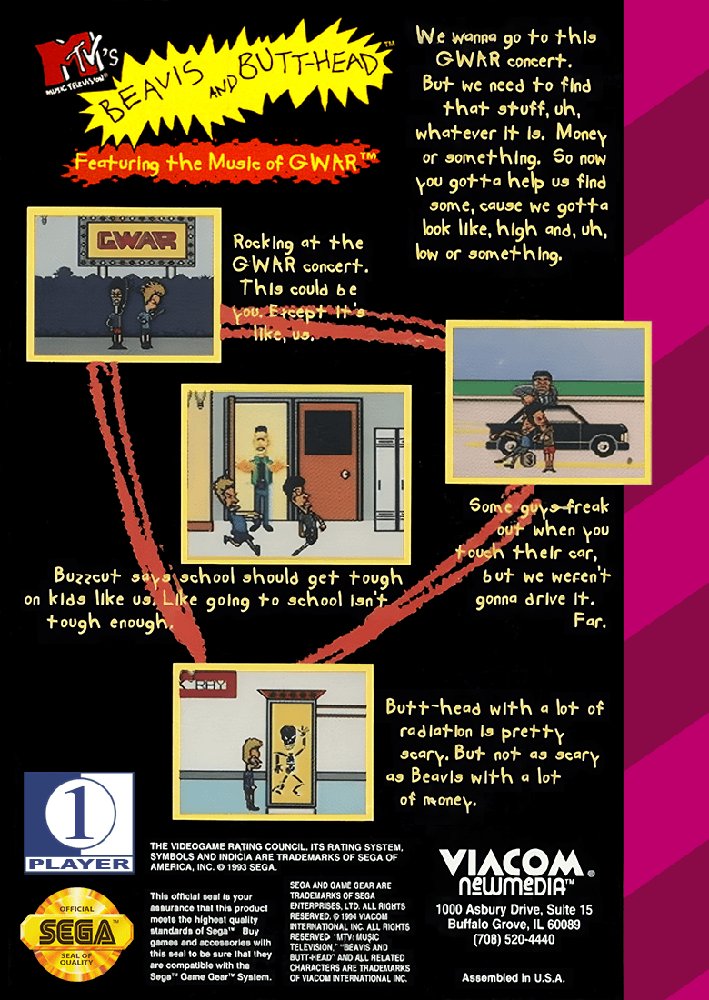 MTV's
MUSIC TELEVISION®
BEAVIS AND BUTT-HEAD™
Featuring the Music of GWAR™
We wanna go to this
GWAR concert.
But we need to find
that stuff, uh,
whatever it is. Money
or something. So now
you gotta help us find
some, cause we gotta
look like, high and, uh,
low or something.
GWAR
Rocking at the
GWAR concert.
This could be
you. Except it's
like, us.
Some guys freak
out when you
touch their car,
but we weren't
gonna drive it.
Far.
Buzzcut says school should get tough
on kids like us. Like going to school isn't
tough enough.
Butt-head with a lot of
radiation is pretty
scary. But not as scary
as Beavis with a lot
of money.
1
PLAYER
THE VIDEOGAME RATING COUNCIL, ITS RATING SYSTEM,
SYMBOLS AND INDICIA ARE TRADEMARKS OF SEGA OF
AMERICA, INC. © 1993 SEGA.
OFFICIAL
SEGA™
SEAL OF
QUALITY
This official seal is your
assurance that this product
meets the highest quality
standards of Sega™ Buy
games and accessories with
this seal to be sure that they
are compatible with the
Sega™ Game Gear™ System.
SEGA AND GAME GEAR ARE
TRADEMARKS OF SEGA
ENTERPRISES, LTD. ALL RIGHTS
RESERVED. © 1994 VIACOM
INTERNATIONAL INC. ALL RIGHTS
RESERVED. "MTV: MUSIC
TELEVISION," "BEAVIS AND
BUTT-HEAD" AND ALL RELATED
CHARACTERS ARE TRADEMARKS
OF VIACOM INTERNATIONAL INC.
VIACOM®
newmedia™
1000 Asbury Drive, Suite 15
Buffalo Grove, IL 60089
(708) 520-4440
Assembled in U.S.A.